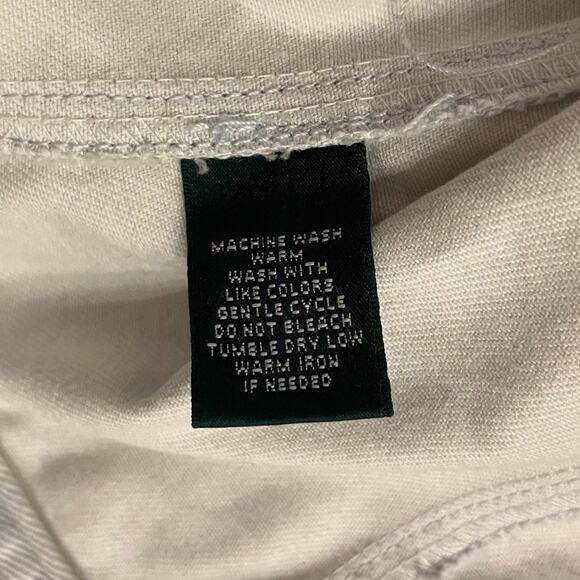 MACHINE WASH
WARM
WASH WITH
LIKE COLORS
GENTLE CYCLE
DO NOT BLEACH
TUMBLE DRY LOW
WARM IRON
IF NEEDED